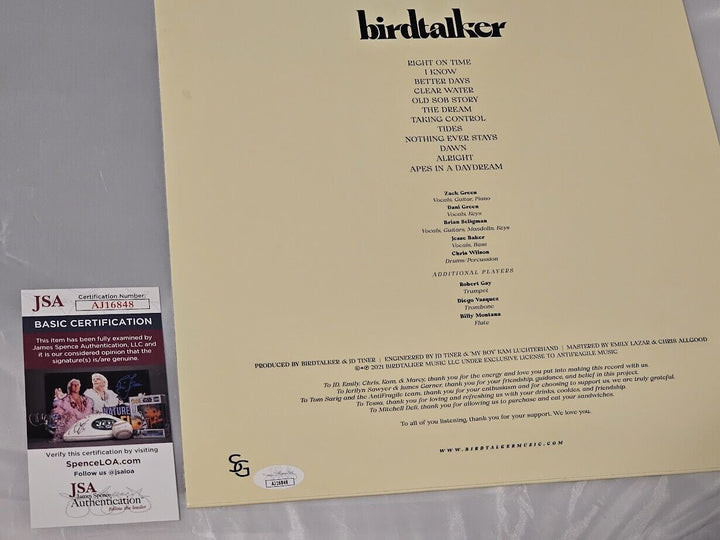 birdtalker
RIGHT ON TIME
I KNOW
BETTER DAYS
CLEAR WATER
OLD SOB STORY
THE DREAM
TAKING CONTROL
TIDES
NOTHING EVER STAYS
DAWN
ALRIGHT
APES IN A DAYDREAM
Zack Green
Vocals, Guitar, Piano
Dani Green
Vocals, Keys
Brian Seligman
Vocals, Guitars, Mandolin, Keys
Jesse Baker
Vocals, Bass
Chris Wilson
Drums/Percussion
ADDITIONAL PLAYERS
Robert Gay
Trumpet
Diego Vasquez
Trombone
Billy Montana
Flute
PRODUCED BY BIRDTALKER & JD TINER | ENGINEERED BY JD TINER & 'MY BOY' KAM LUCHTERHAND | MASTERED BY EMILY LAZAR & CHRIS ALLGOOD
©+℗ 2021 BIRDTALKER MUSIC LLC UNDER EXCLUSIVE LICENSE TO ANTIFRAGILE MUSIC
To JD, Emily, Chris, Kam, & Marcy, thank you for the energy and love you put into making this record with us.
To Jerilyn Sawyer & James Garner, thank you for your friendship, guidance, and belief in this project.
To Tom Sarig and the AntiFragile team, thank you for your enthusiasm and for choosing to support us, we are truly grateful.
thank you for loving and refreshing us with your drinks, cookies, and friendship.
To Mitchell Deli, thank you for allowing us to purchase and eat your sandwiches.
To all of you listening, thank you for your support. We love you.
WWW.BIRDTALKERMUSIC.COM
SG
AJ16848
JSA
Certification Number:
AJ16848
BASIC CERTIFICATION
This item has been fully examined by
James Spence Authentication, LLC and
it is our considered opinion that the
signature(s) is/are genuine.
Verify this certification by visiting
SpenceLOA.com
Follow us @jsaloa
JSA
James Spence
Authentication
follow the leader